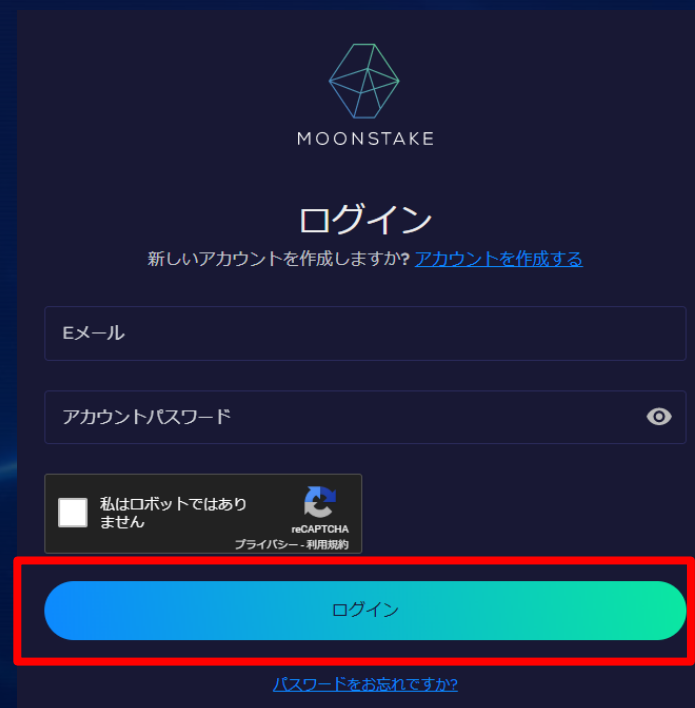 MOONSTAKE
ログイン
新しいアカウントを作成しますか? アカウントを作成する
Eメール
アカウントパスワード
私はロボットではあり
ません
reCAPTCHA
プライバシー - 利用規約
ログイン
パスワードをお忘れですか?